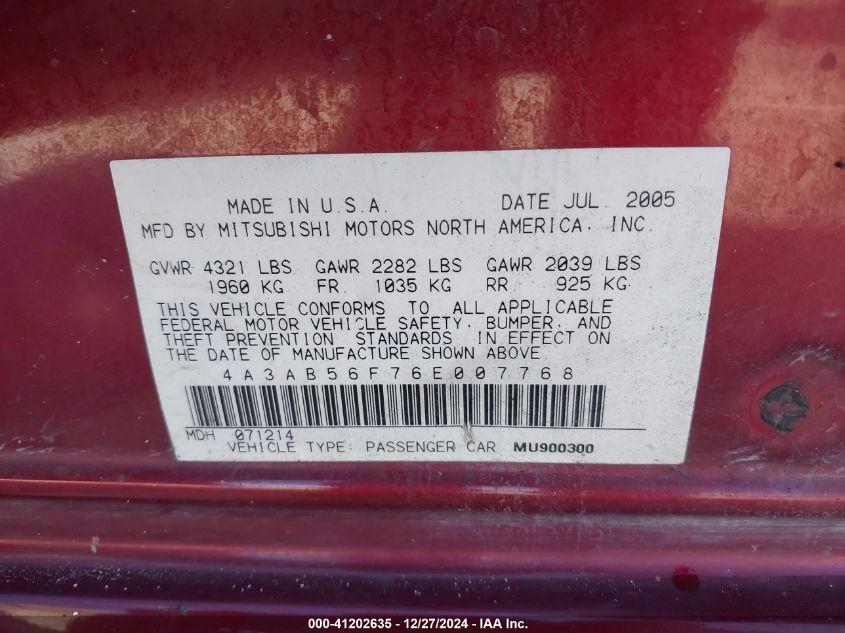 MADE IN U.S.A. DATE JUL. 2005
MFD BY MITSUBISHI MOTORS NORTH AMERICA. INC.
GVWR 4321 LBS GAWR 2282 LBS GAWR 2039 LBS
1960 KG FR. 1035 KG RR. 925 KG
THIS VEHICLE CONFORMS TO ALL APPLICABLE
FEDERAL MOTOR VEHICLE SAFETY, BUMPER, AND
THEFT PREVENTION STANDARDS IN EFFECT ON
THE DATE OF MANUFACTURE SHOWN ABOVE.
4A3AB56F76E007768
MDH 071214
VEHICLE TYPE: PASSENGER CAR MU900300
000-41202635 - 12/27/2024 - IAA Inc.